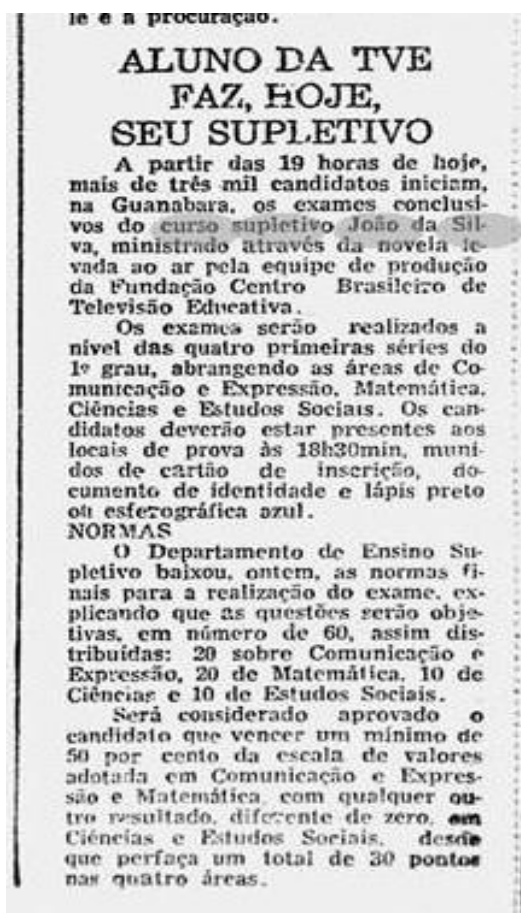 le e a procuração.
ALUNO DA TVE
FAZ, HOJE,
SEU SUPLETIVO
A partir das 19 horas de hoje,
mais de três mil candidatos iniciam,
na Guanabara, os exames conclusi-
vos do curso supletivo João da Sil-
va, ministrado através da novela le-
vada ao ar pela equipe de produção
da Fundação Centro Brasileiro de
Televisão Educativa.
Os exames serão realizados a
nível das quatro primeiras séries do
1º grau, abrangendo as áreas de Co-
municação e Expressão, Matemática,
Ciências e Estudos Sociais. Os can-
didatos deverão estar presentes aos
locais de prova às 18h30min, muni-
dos de cartão de inscrição, do-
cumento de identidade e lápis preto
ou esferográfica azul.
NORMAS
O Departamento de Ensino Su-
pletivo baixou, ontem, as normas fi-
nais para a realização do exame, ex-
plicando que as questões serão obje-
tivas, em número de 60, assim dis-
tribuídas: 20 sobre Comunicação e
Expressão, 20 de Matemática, 10 de
Ciências e 10 de Estudos Sociais.
Será considerado aprovado o
candidato que vencer um mínimo de
50 por cento da escala de valores
adotada em Comunicação e Expres-
são e Matemática, com qualquer ou-
tro resultado, diferente de zero, em
Ciências e Estudos Sociais, desde
que perfaça um total de 30 pontos
nas quatro áreas.